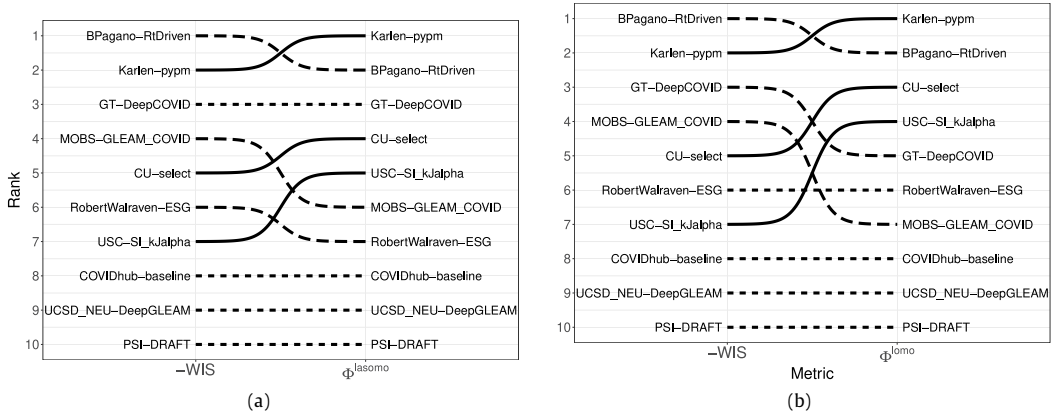 1
BPagano-RtDriven
Karlen-pypm
2
Karlen-pypm
BPagano-RtDriven
3
GT-DeepCOVID
GT-DeepCOVID
4
MOBS-GLEAM_COVID
CU-select
5
CU-select
USC-SI_kJalpha
6
RobertWalraven-ESG
MOBS-GLEAM_COVID
7
USC-SI_kJalpha
RobertWalraven-ESG
8
COVIDhub-baseline
COVIDhub-baseline
9
UCSD_NEU-DeepGLEAM
UCSD_NEU-DeepGLEAM
10
PSI-DRAFT
PSI-DRAFT
Rank
-WIS
Φlasomo
(a)
1
BPagano-RtDriven
Karlen-pypm
2
Karlen-pypm
BPagano-RtDriven
3
GT-DeepCOVID
CU-select
4
MOBS-GLEAM_COVID
USC-SI_kJalpha
5
CU-select
GT-DeepCOVID
6
RobertWalraven-ESG
RobertWalraven-ESG
7
USC-SI_kJalpha
MOBS-GLEAM_COVID
8
COVIDhub-baseline
COVIDhub-baseline
9
UCSD_NEU-DeepGLEAM
UCSD_NEU-DeepGLEAM
10
PSI-DRAFT
PSI-DRAFT
-WIS
Φlomo
Metric
(b)